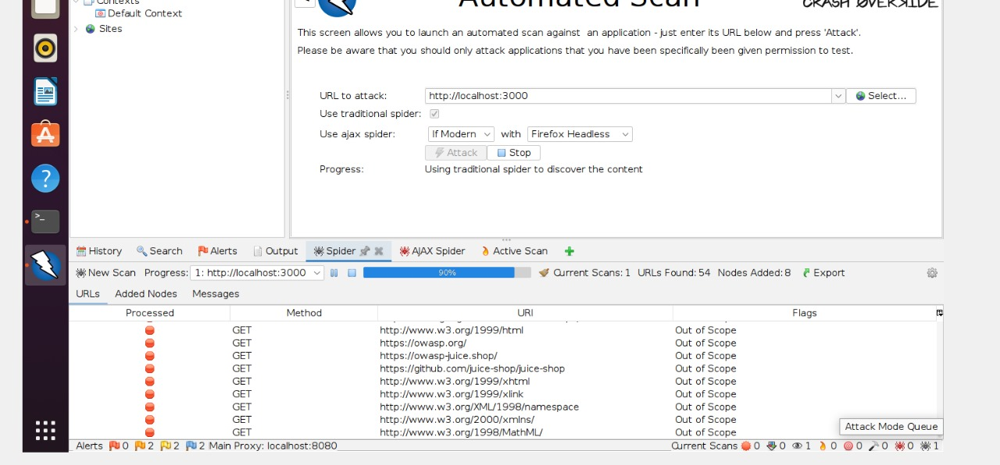 Contexts
Default Context
Sites
Automated Scan
CRASH OVERRIDE
This screen allows you to launch an automated scan against an application - just enter its URL below and press 'Attack'.
Please be aware that you should only attack applications that you have been specifically been given permission to test.
URL to attack: http://localhost:3000 Select...
Use traditional spider:
Use ajax spider: If Modern with Firefox Headless
Attack Stop
Progress: Using traditional spider to discover the content
History Search Alerts Output Spider AJAX Spider Active Scan
New Scan Progress: 1: http://localhost:3000 90% Current Scans: 1 URLs Found: 54 Nodes Added: 8 Export
URLs Added Nodes Messages
Processed Method URI Flags
GET http://www.w3.org/1999/html Out of Scope
GET https://owasp.org/ Out of Scope
GET https://owasp-juice.shop/ Out of Scope
GET https://github.com/juice-shop/juice-shop Out of Scope
GET http://www.w3.org/1999/xhtml Out of Scope
GET http://www.w3.org/1999/xlink Out of Scope
GET http://www.w3.org/XML/1998/namespace Out of Scope
GET http://www.w3.org/2000/xmlns/ Out of Scope
GET http://www.w3.org/1998/MathML/ Out of Scope
Attack Mode Queue
Alerts 0 2 2 2 Main Proxy: localhost:8080 Current Scans 0 0 1 0 0 0 0 1